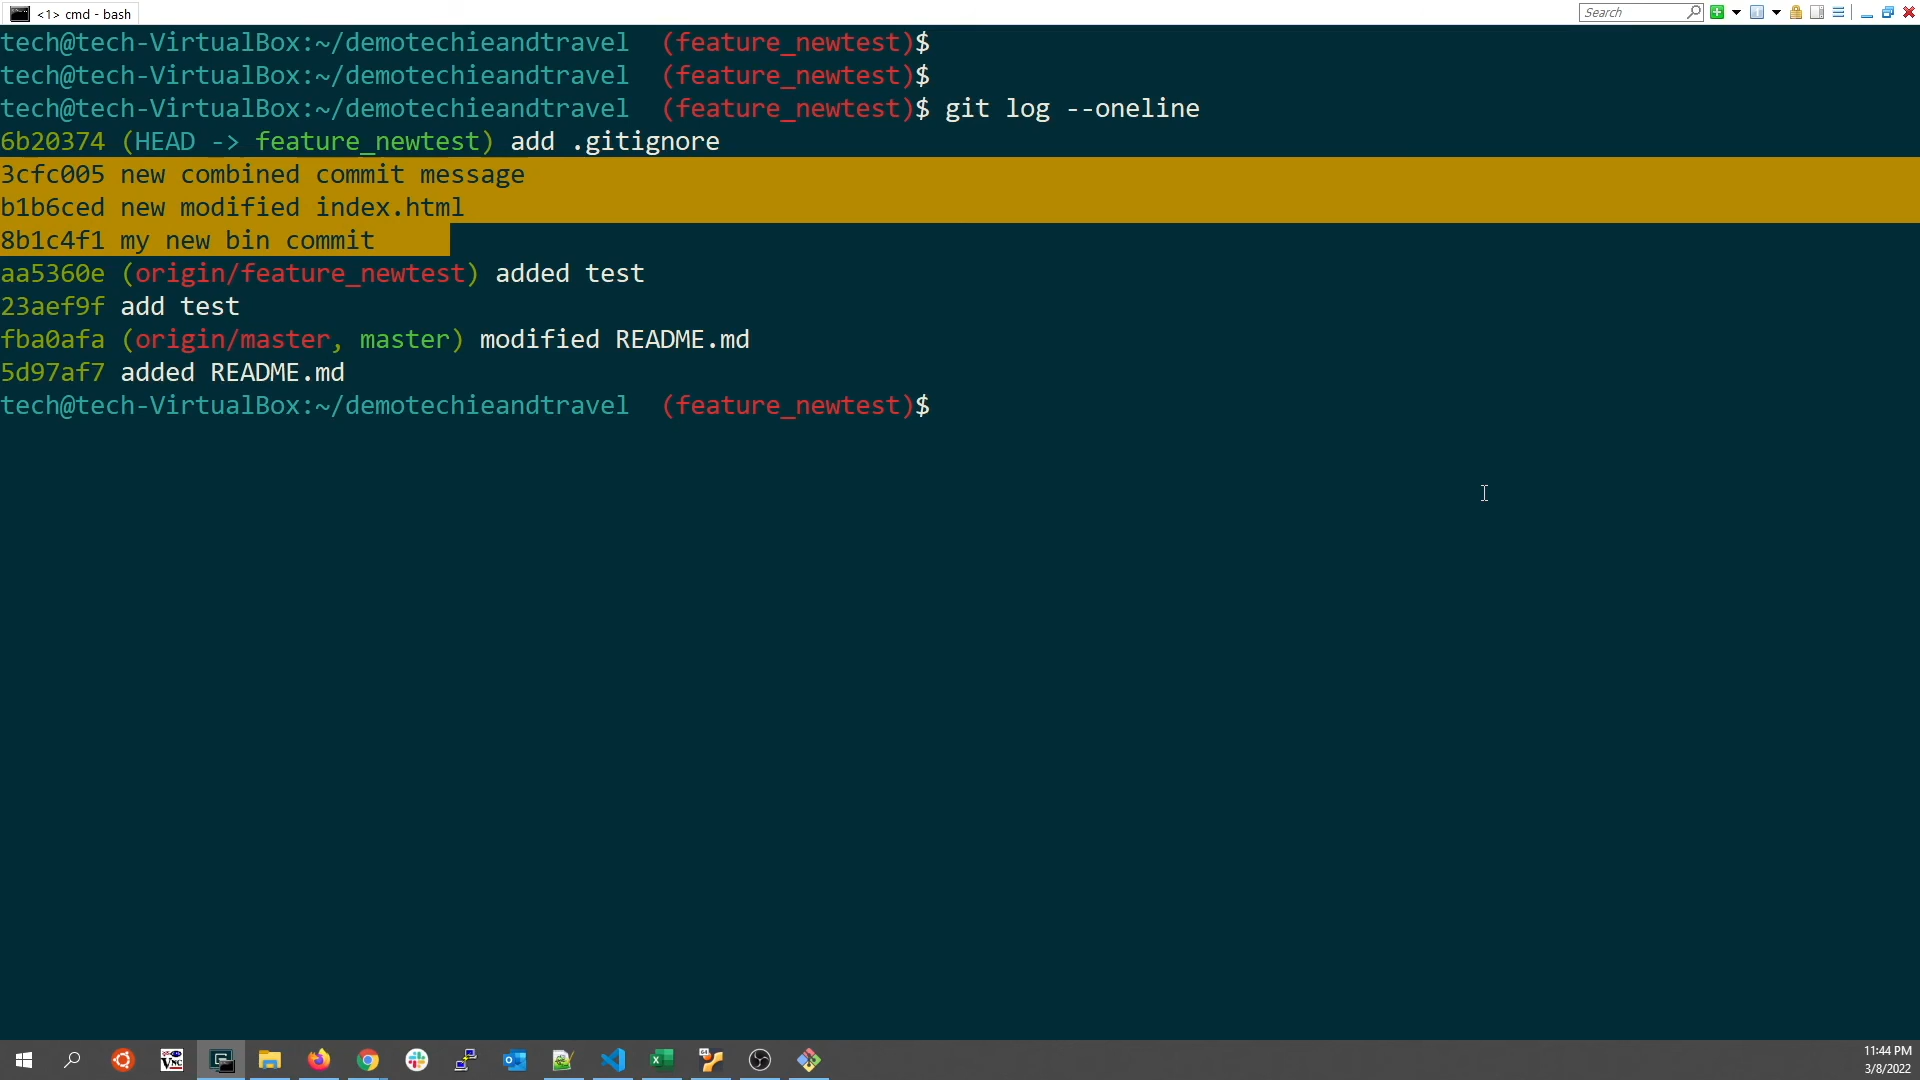 <1> cmd - bash
Search
tech@tech-VirtualBox:~/demotechieandtravel  (feature_newtest)$
tech@tech-VirtualBox:~/demotechieandtravel  (feature_newtest)$
tech@tech-VirtualBox:~/demotechieandtravel  (feature_newtest)$ git log --oneline
6b20374 (HEAD -> feature_newtest) add .gitignore
3cfc005 new combined commit message
b1b6ced new modified index.html
8b1c4f1 my new bin commit
aa5360e (origin/feature_newtest) added test
23aef9f add test
fba0afa (origin/master, master) modified README.md
5d97af7 added README.md
tech@tech-VirtualBox:~/demotechieandtravel  (feature_newtest)$
11:44 PM
3/8/2022